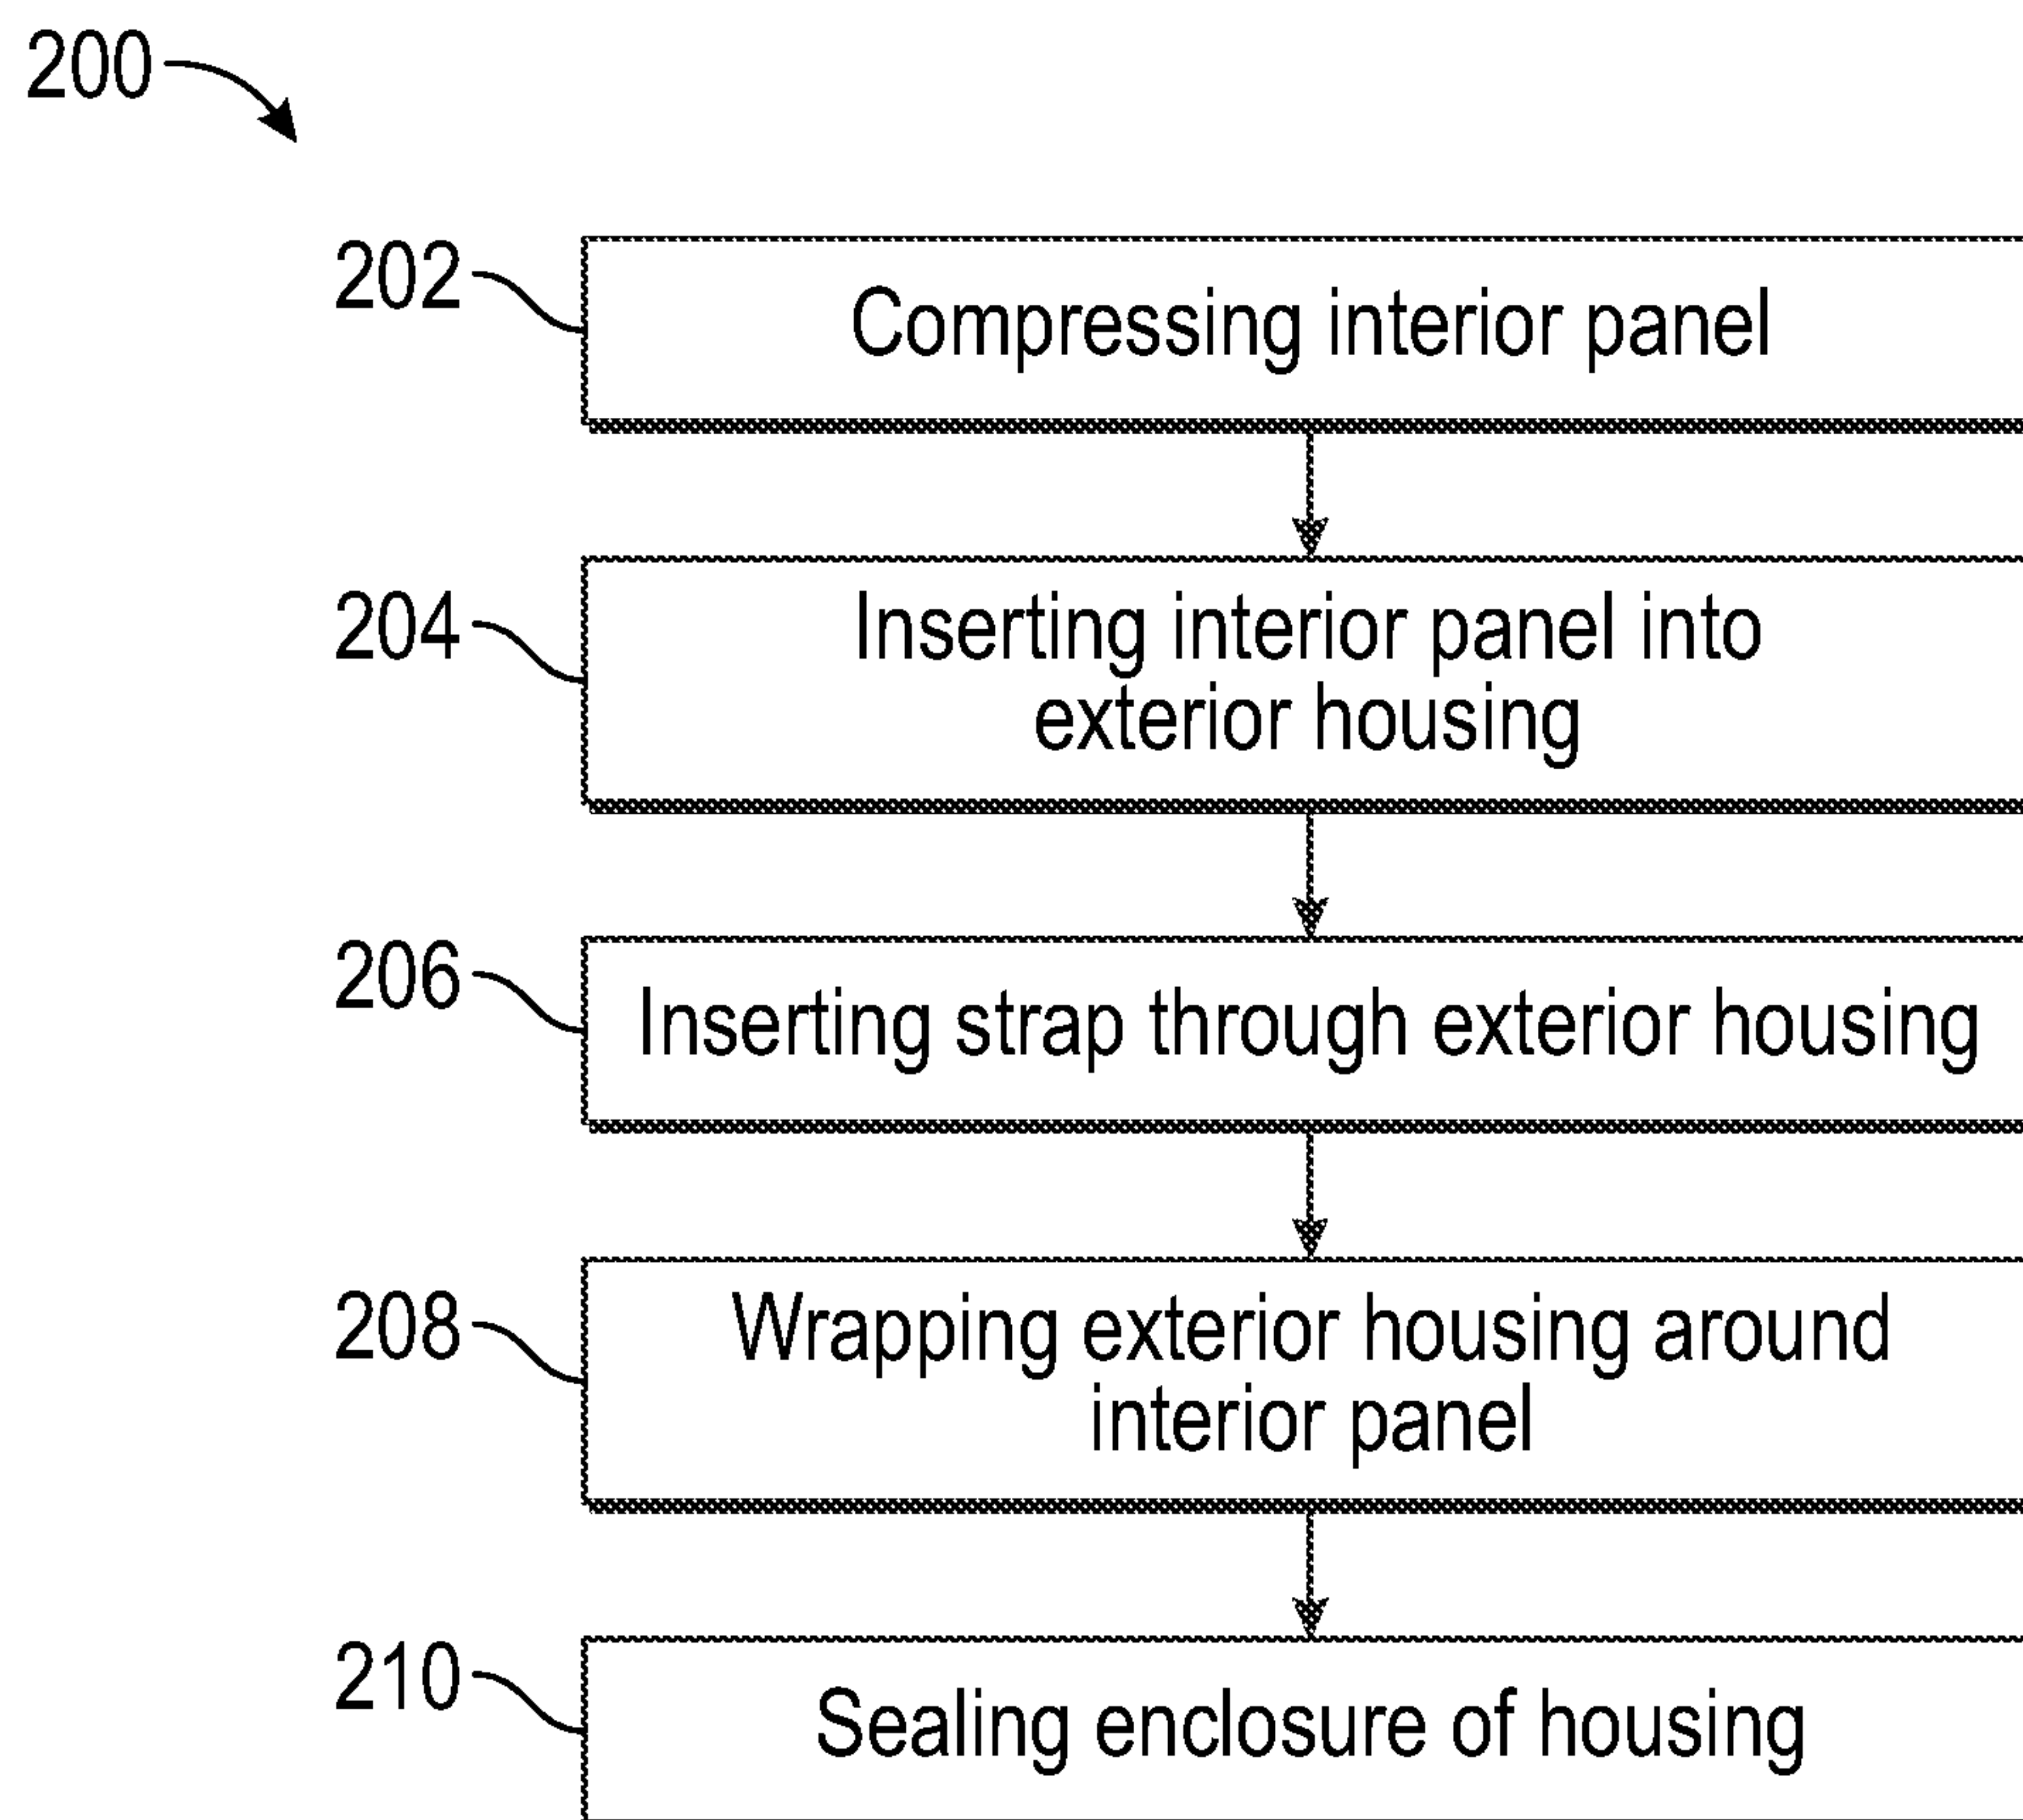 200
202
Compressing interior panel
204
Inserting interior panel into
exterior housing
206
Inserting strap through exterior housing
208
Wrapping exterior housing around
interior panel
210
Sealing enclosure of housing